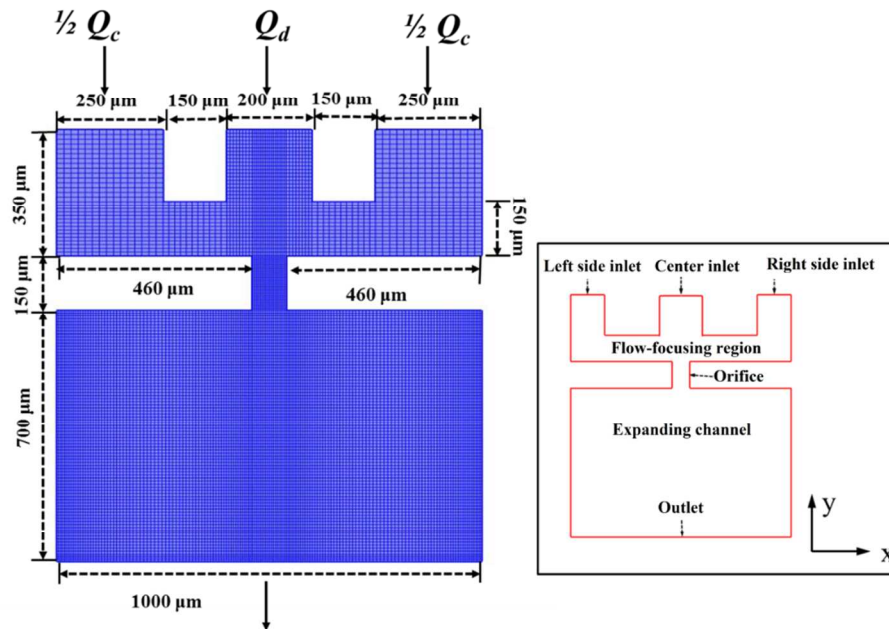 ½ Qc Qd ½ Qc
250 µm 150 µm 200 µm 150 µm 250 µm
350 µm
150 µm
150 µm
460 µm 460 µm
700 µm
1000 µm
Left side inlet Center inlet Right side inlet
Flow-focusing region
Orifice
Expanding channel
Outlet
y
x